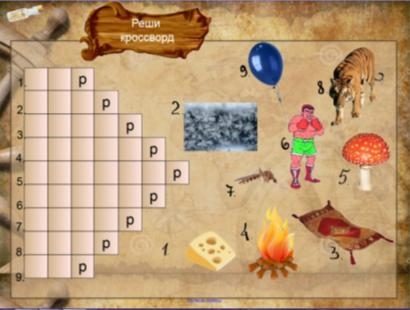 Реши
кроссворд
1. р
2. р
3. р
4. р
5. р
6. р
7. р
8. р
9. р
9.
8
2
6
5
7.
4
1.
3